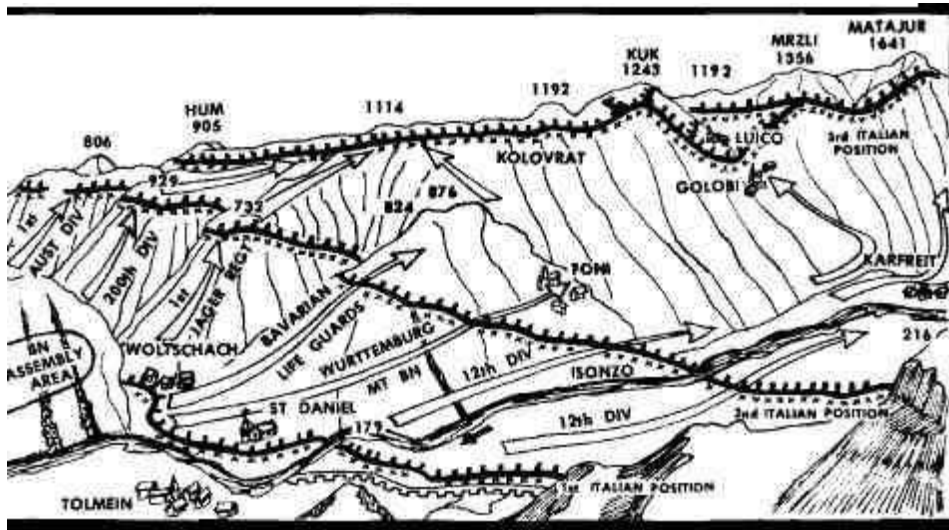 MATAJUR
1641
MRZLI
1356
KUK
1243
1192
1192
1114
HUM
905
806
929
KOLOVRAT
LUICO
3rd ITALIAN
POSITION
GOLOBI
732
876
824
1st
AUST DIV
200th DIV
1st
JAGER REGT
BAVARIAN
LIFE GUARDS
KARFREIT
BN
ASSEMBLY
AREA
WOLTSCHACH
WURTTEMBURG
MT BN
12th DIV
ISONZO
216
ST DANIEL
179
12th DIV
2nd ITALIAN POSITION
1st ITALIAN POSITION
TOLMEIN